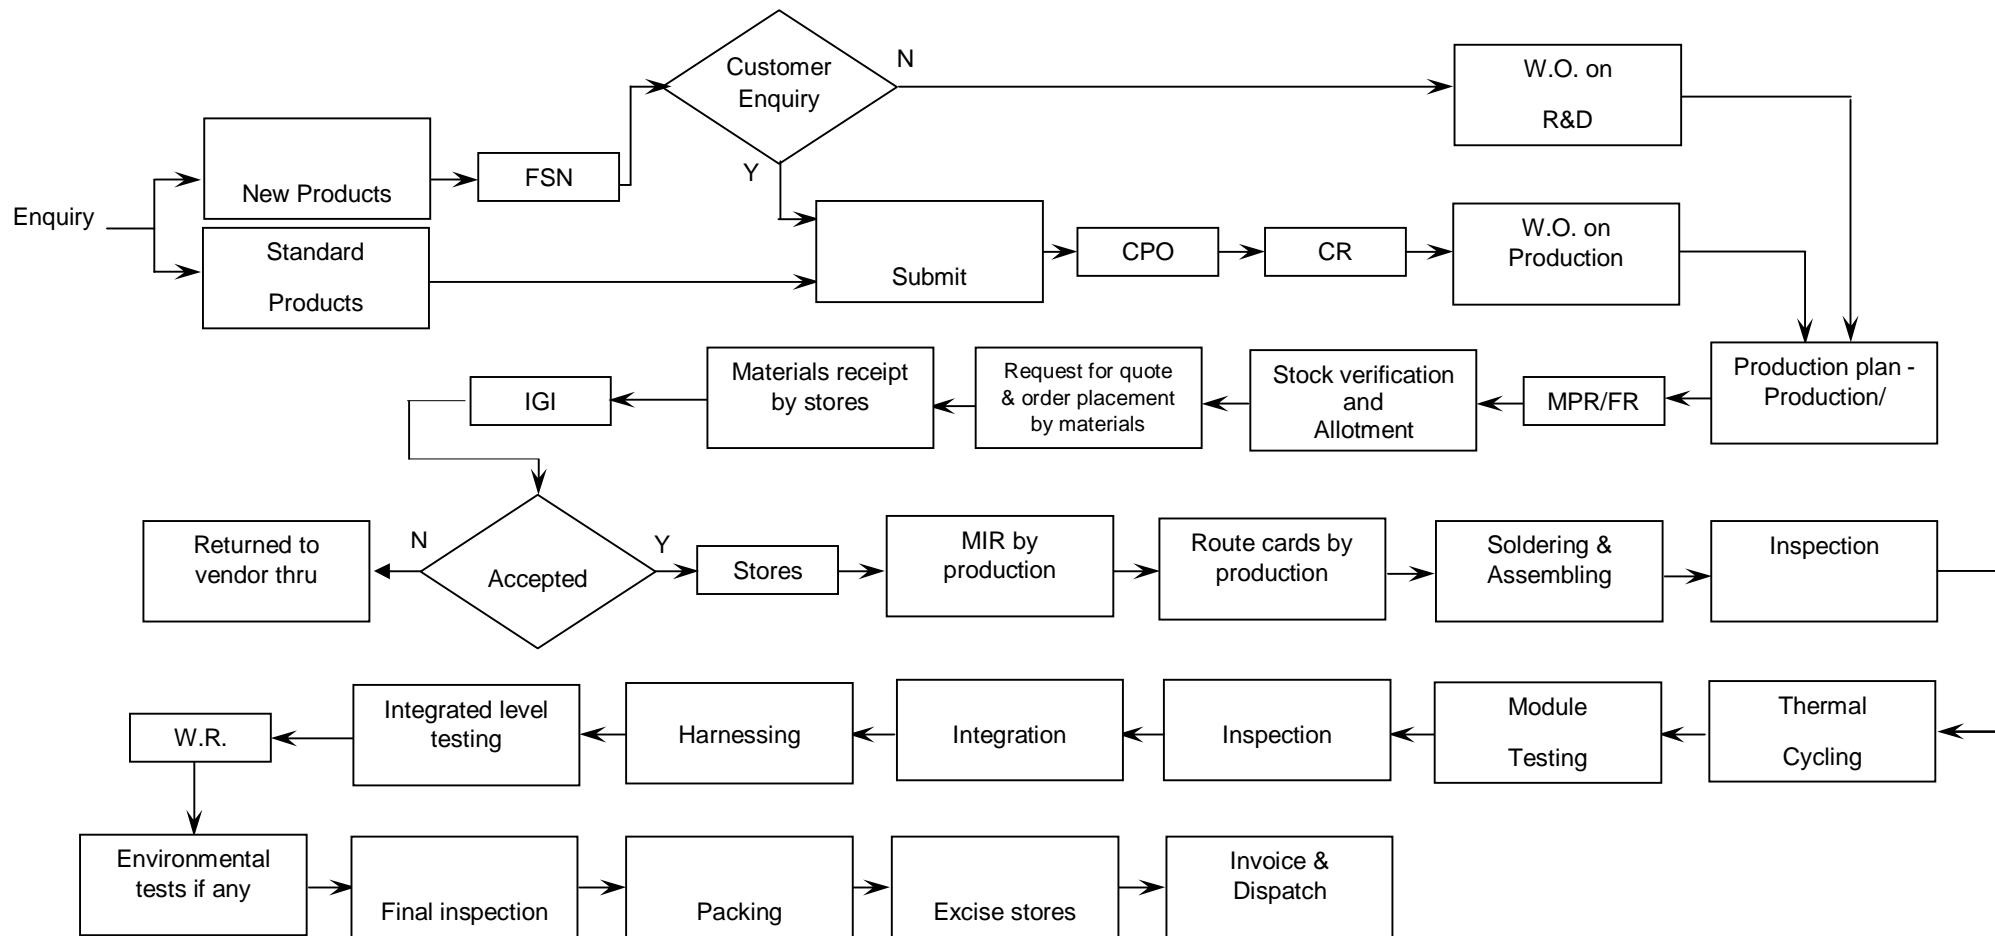 Enquiry
New Products
FSN
Customer
Enquiry
N
Y
W.O. on
R&D
Standard
Products
Submit
CPO
CR
W.O. on
Production
Production plan -
Production/
MPR/FR
Stock verification
and
Allotment
Request for quote
& order placement
by materials
Materials receipt
by stores
IGI
Accepted
N
Y
Returned to
vendor thru
Stores
MIR by
production
Route cards by
production
Soldering &
Assembling
Inspection
Thermal
Cycling
Module
Testing
Inspection
Integration
Harnessing
Integrated level
testing
W.R.
Environmental
tests if any
Final inspection
Packing
Excise stores
Invoice &
Dispatch